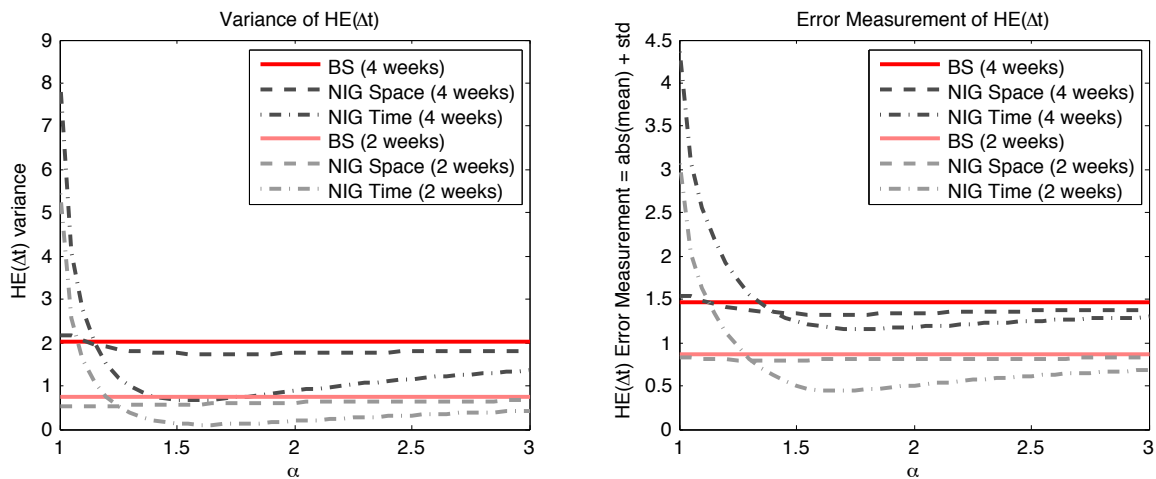 Variance of HE(Δt)
9
8
7
6
5
4
3
2
1
0
HE(Δt) variance
BS (4 weeks)
NIG Space (4 weeks)
NIG Time (4 weeks)
BS (2 weeks)
NIG Space (2 weeks)
NIG Time (2 weeks)
1
1.5
2
2.5
3
α
Error Measurement of HE(Δt)
4.5
4
3.5
3
2.5
2
1.5
1
0.5
0
HE(Δt) Error Measurement = abs(mean) + std
BS (4 weeks)
NIG Space (4 weeks)
NIG Time (4 weeks)
BS (2 weeks)
NIG Space (2 weeks)
NIG Time (2 weeks)
1
1.5
2
2.5
3
α